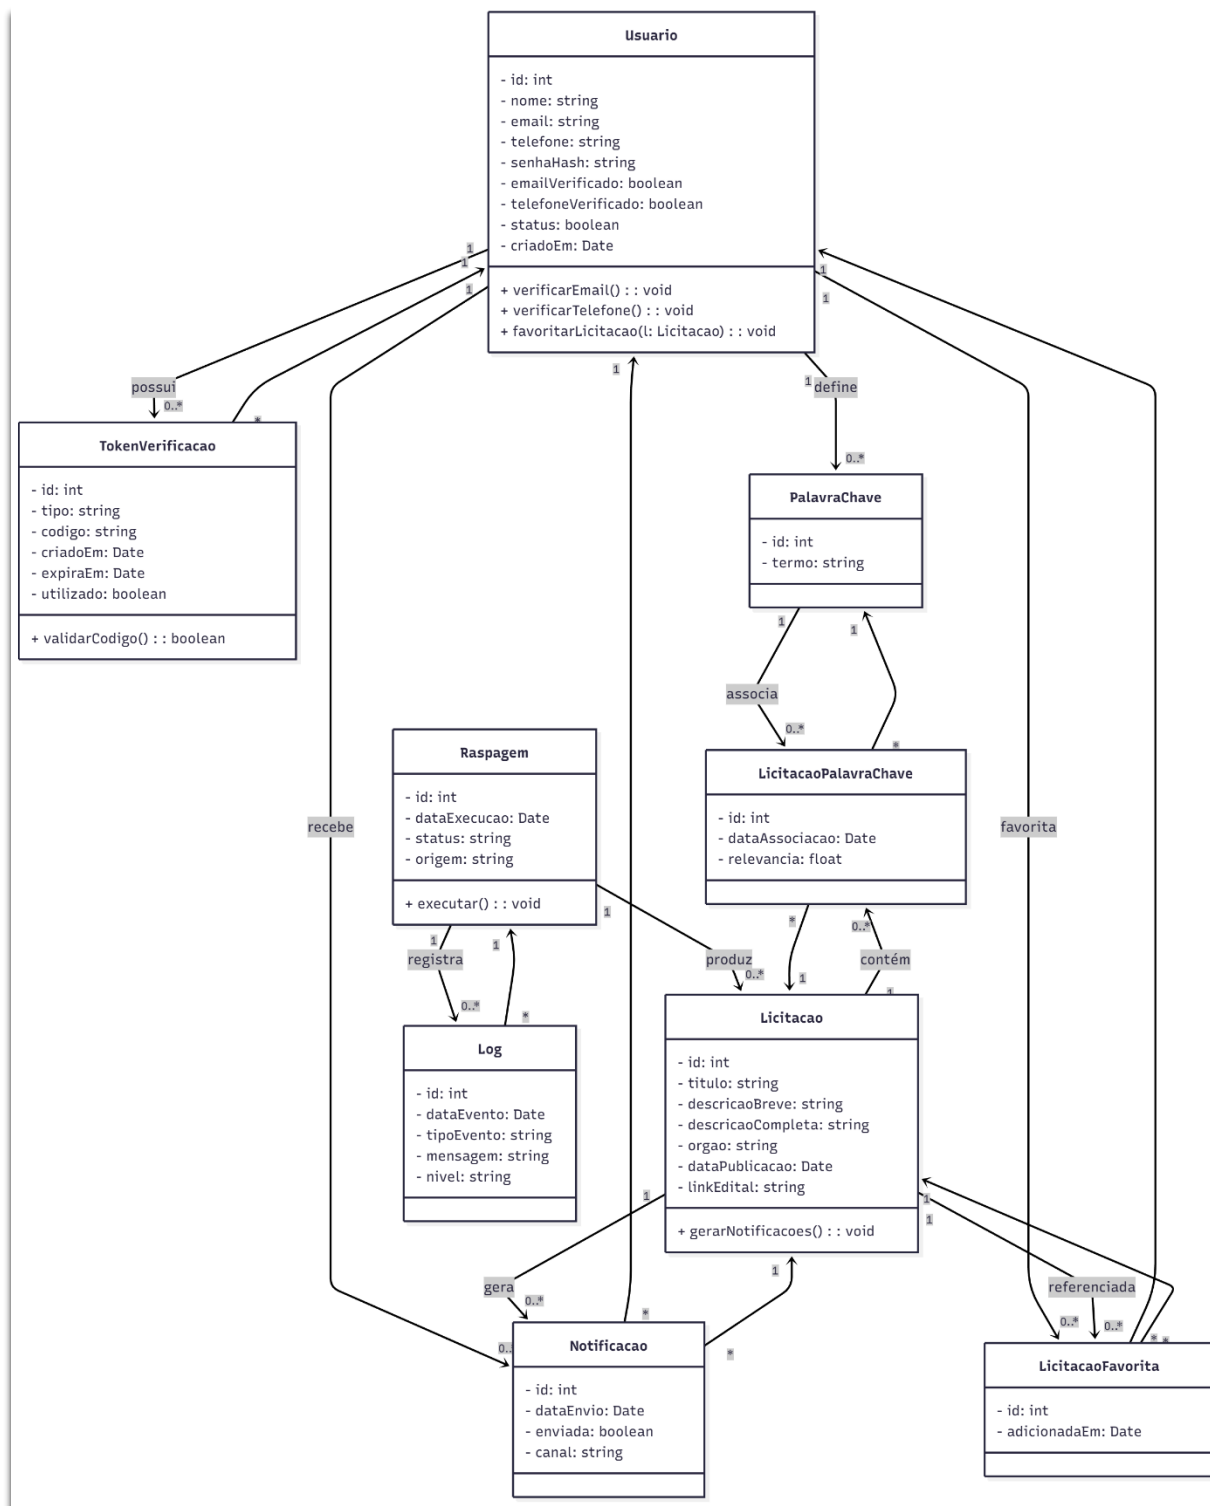 Usuario
- id: int
- nome: string
- email: string
- telefone: string
- senhaHash: string
- emailVerificado: boolean
- telefoneVerificado: boolean
- status: boolean
- criadoEm: Date
+ verificarEmail() : : void
+ verificarTelefone() : : void
+ favoritarLicitacao(l: Licitacao) : : void
1
1
1
1
1
1
1
possui
0..*
*
define
0..*
TokenVerificacao
- id: int
- tipo: string
- codigo: string
- criadoEm: Date
- expiraEm: Date
- utilizado: boolean
+ validarCodigo() : : boolean
PalavraChave
- id: int
- termo: string
1
1
associa
0..*
*
LicitacaoPalavraChave
- id: int
- dataAssociacao: Date
- relevancia: float
Raspagem
- id: int
- dataExecucao: Date
- status: string
- origem: string
+ executar() : : void
recebe
favorita
1
1
1
*
0..*
registra
produz
contém
0..*
*
0..*
1
1
Log
- id: int
- dataEvento: Date
- tipoEvento: string
- mensagem: string
- nivel: string
Licitacao
- id: int
- titulo: string
- descricaoBreve: string
- descricaoCompleta: string
- orgao: string
- dataPublicacao: Date
- linkEdital: string
+ gerarNotificacoes() : : void
1
1
1
1
gera
referenciada
0..*
*
*
0..*
0..*
*
*
0..
Notificacao
- id: int
- dataEnvio: Date
- enviada: boolean
- canal: string
LicitacaoFavorita
- id: int
- adicionadaEm: Date